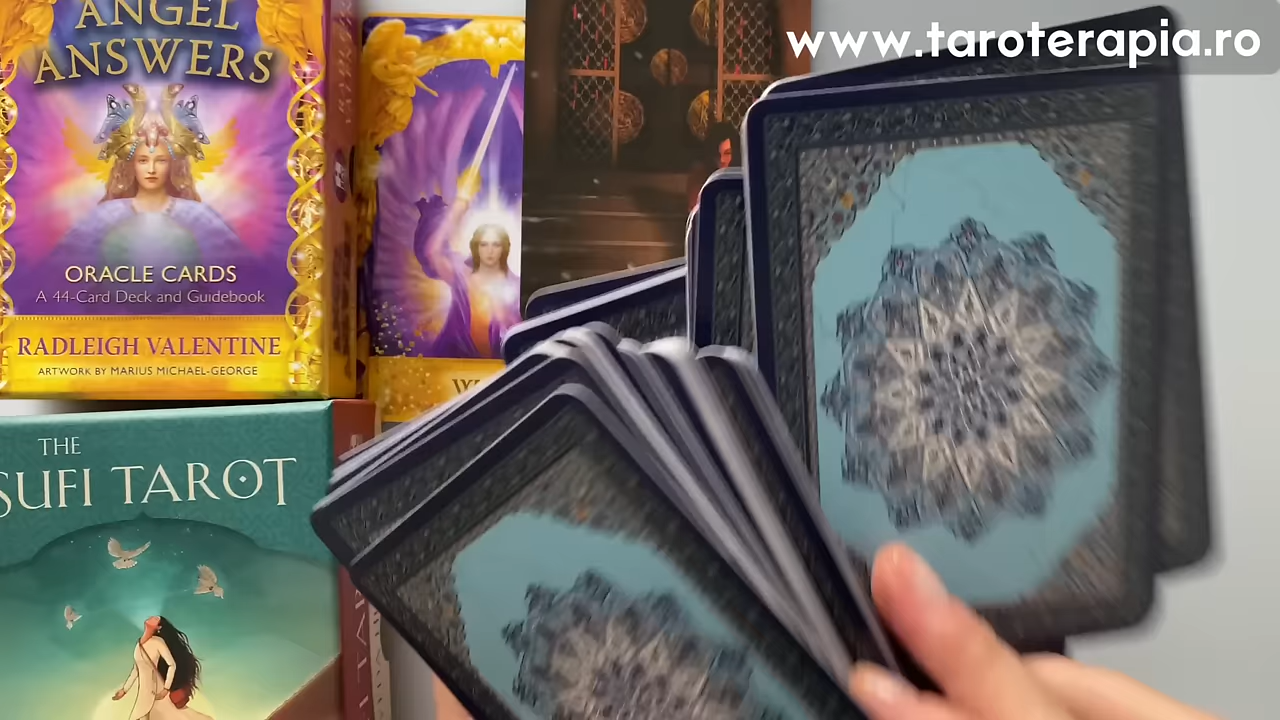 www.taroterapia.ro
ANGEL
ANSWERS
ORACLE CARDS
A 44-Card Deck and Guidebook
RADLEIGH VALENTINE
ARTWORK BY MARIUS MICHAEL-GEORGE
THE
SUFI TAROT